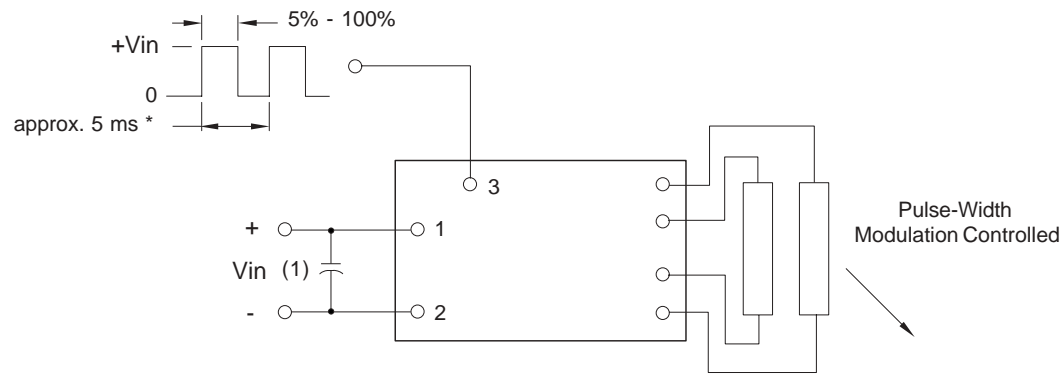 5% - 100%
+Vin
0
approx. 5 ms *
3
+
1
Vin (1)
-
2
Pulse-Width
Modulation Controlled